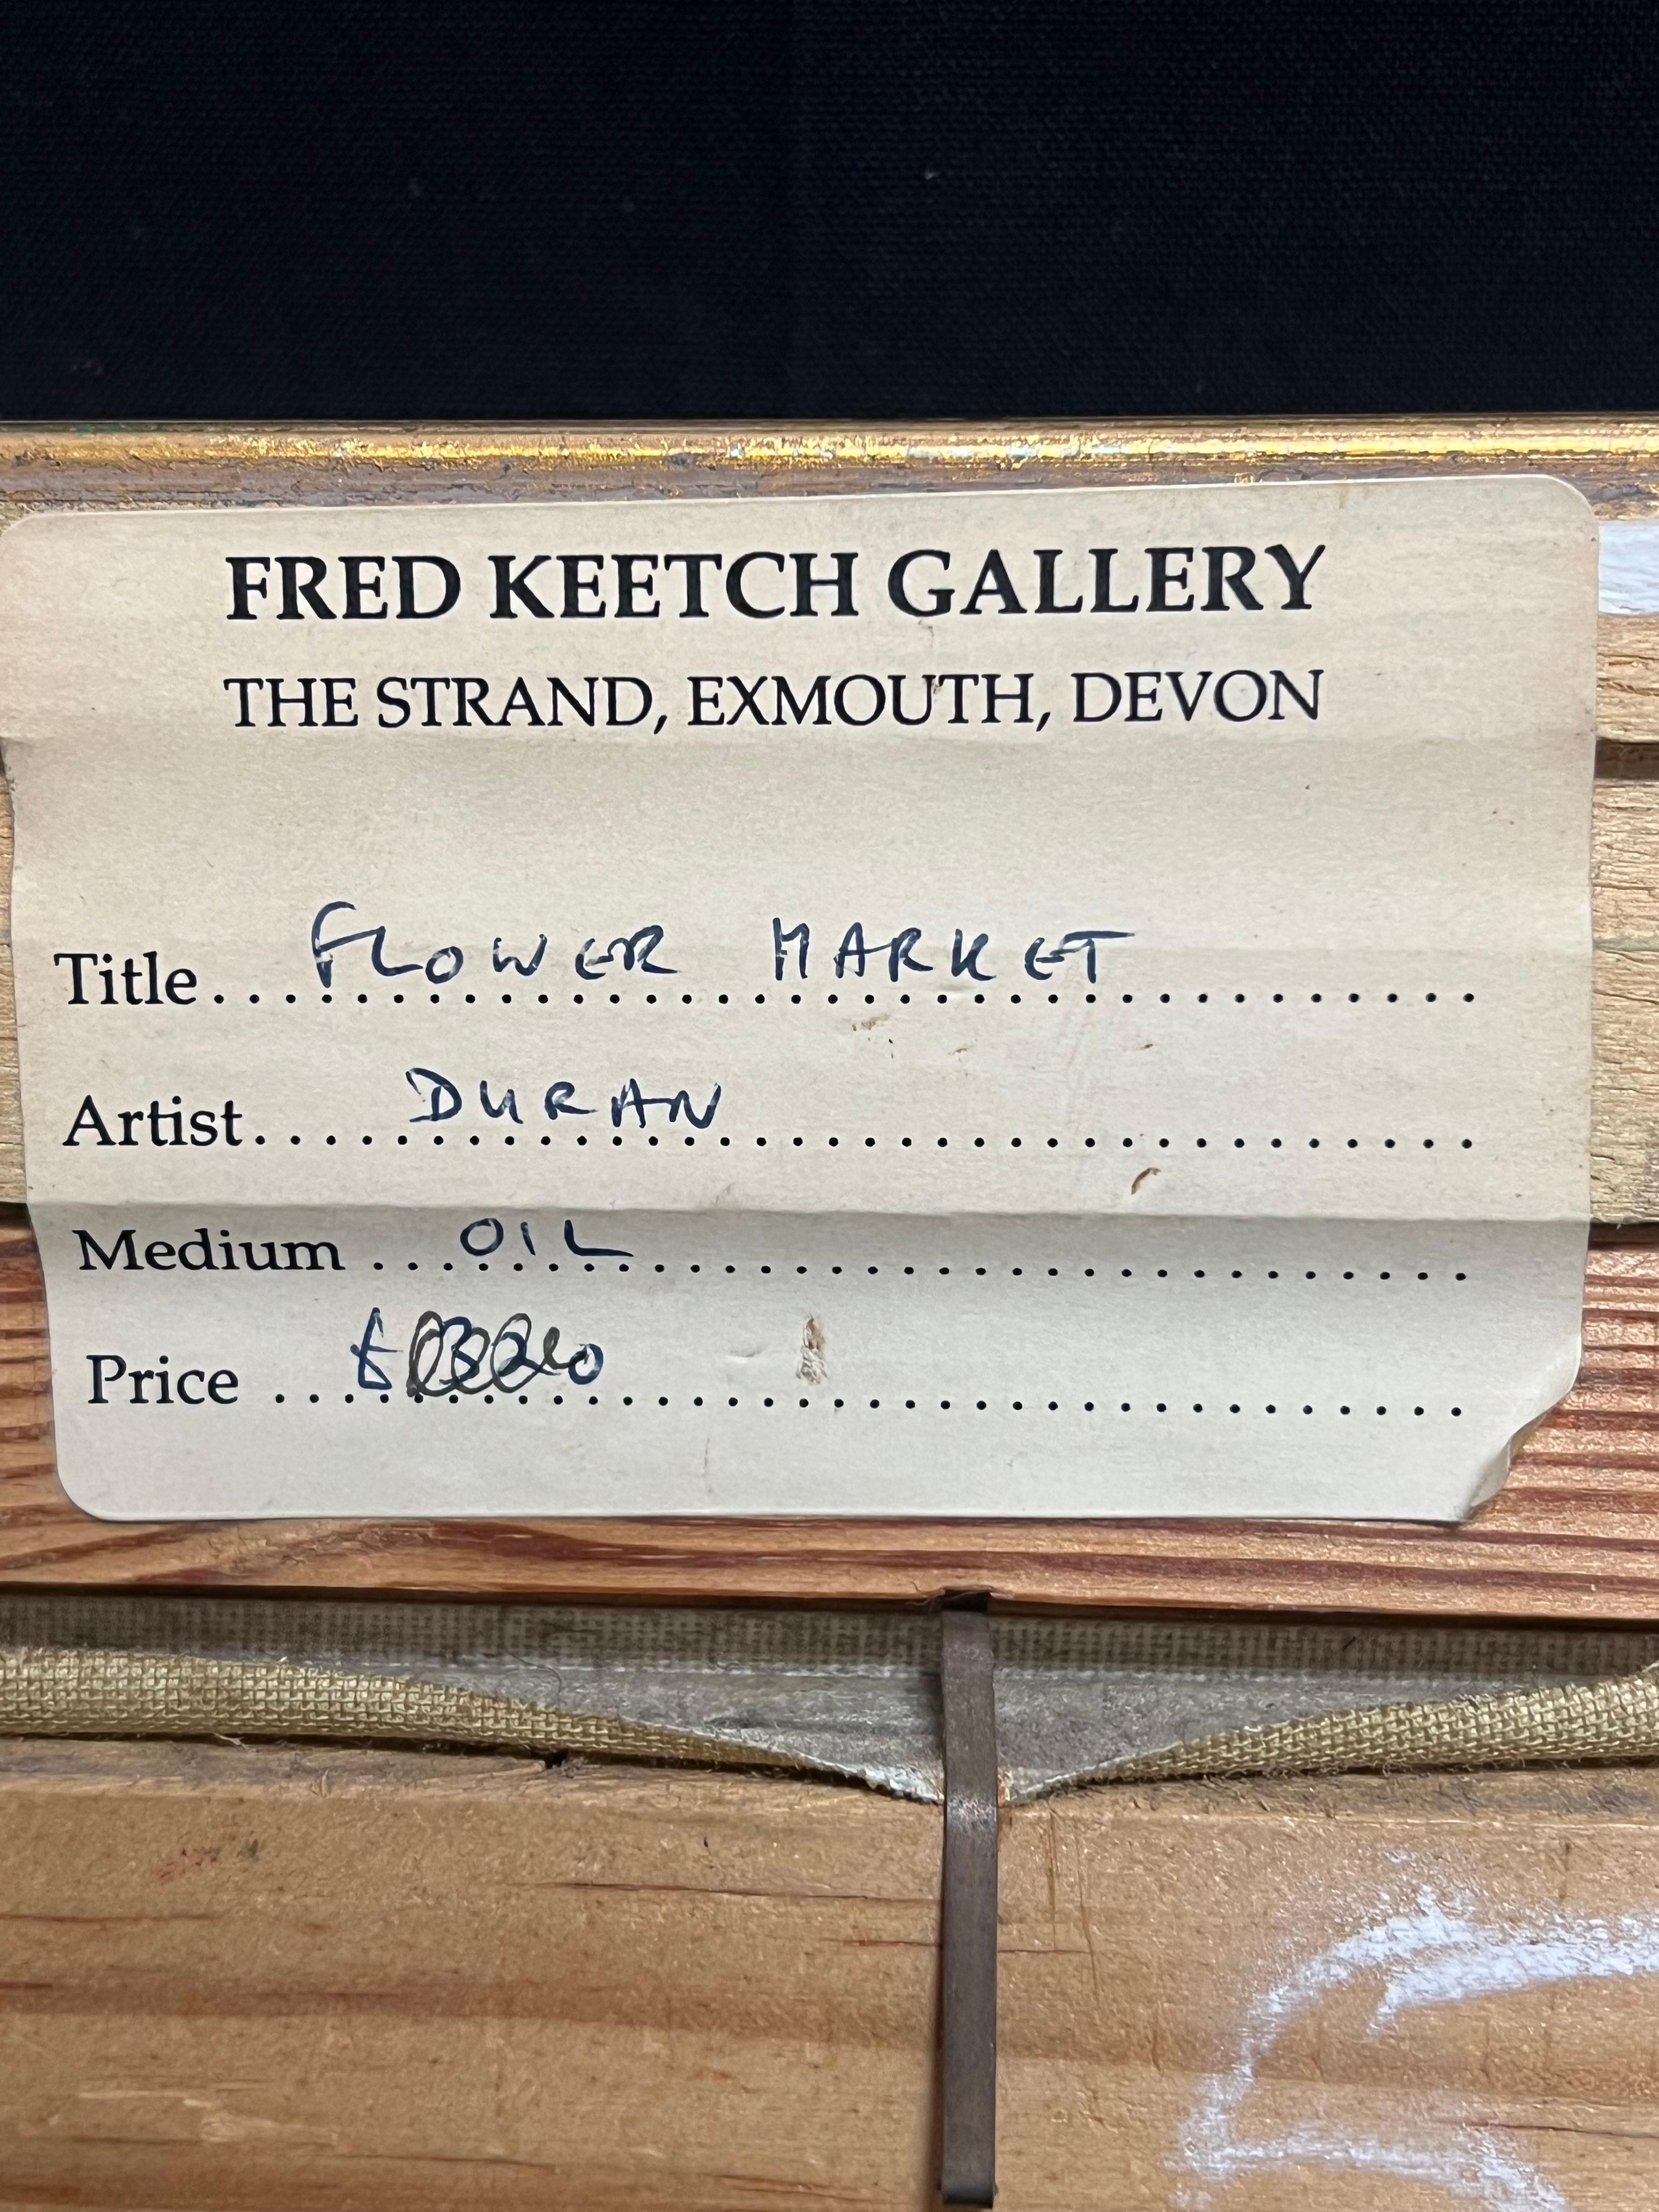 FRED KEETCH GALLERY
THE STRAND, EXMOUTH, DEVON
Title.......... FLOWER MARKET
Artist.......... DURAN
Medium .......... OIL
Price .......... £